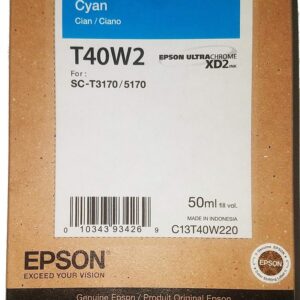 Cyan
Cian / Ciano
T40W2
EPSON ULTRACHROME
XD2 INK
For :
SC-T3170 / 5170
0 10343 93426 9
50ml fill vol.
MADE IN INDONESIA
C13T40W220
EPSON
EXCEED YOUR VISION
Genuine Epson / Produit Original Epson